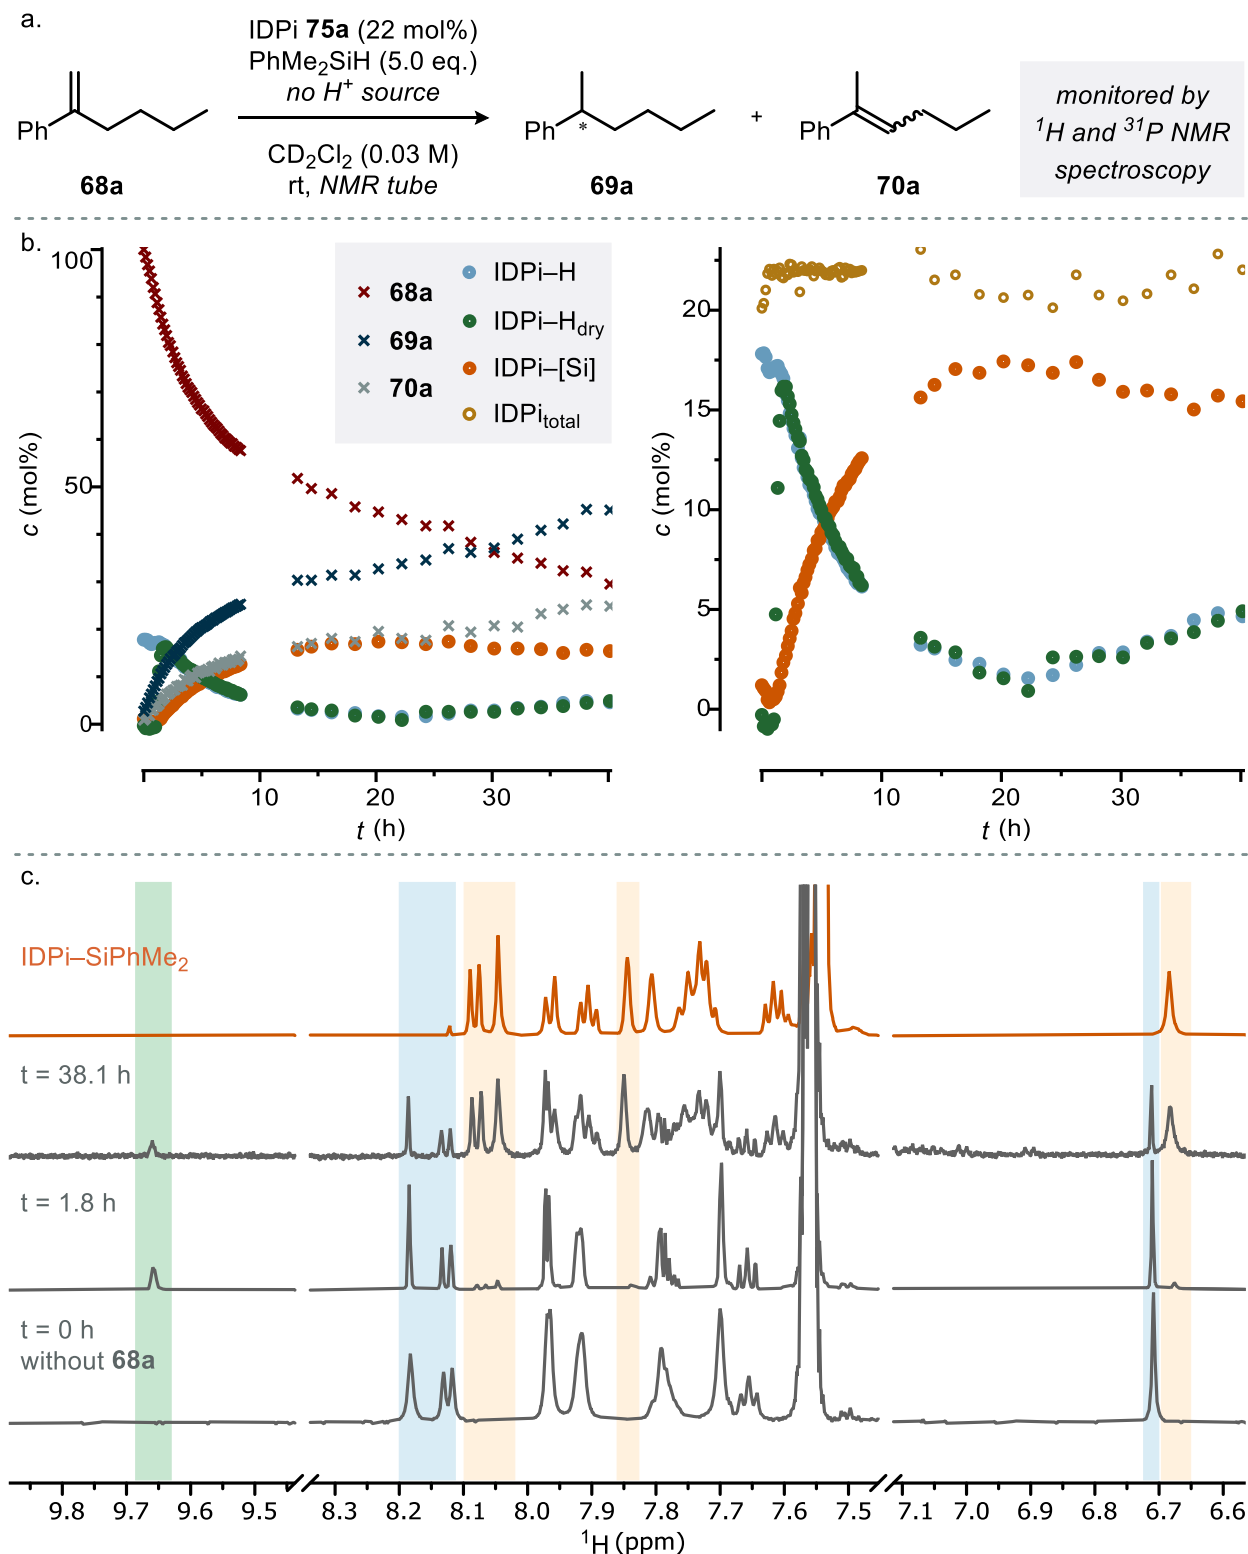 a.
IDPi 75a (22 mol%)
PhMe₂SiH (5.0 eq.)
no H⁺ source
CD₂Cl₂ (0.03 M)
rt, NMR tube
Ph
68a
Ph
*
69a
+
Ph
70a
monitored by
¹H and ³¹P NMR
spectroscopy
b.
100
50
0
c (mol%)
10
20
30
t (h)
68a
69a
70a
IDPi–H
IDPi–H_dry
IDPi–[Si]
IDPi_total
20
15
10
5
0
c (mol%)
10
20
30
t (h)
c.
IDPi–SiPhMe₂
t = 38.1 h
t = 1.8 h
t = 0 h
without 68a
9.8 9.7 9.6 9.5 8.3 8.2 8.1 8.0 7.9 7.8 7.7 7.6 7.5 7.1 7.0 6.9 6.8 6.7 6.6
¹H (ppm)